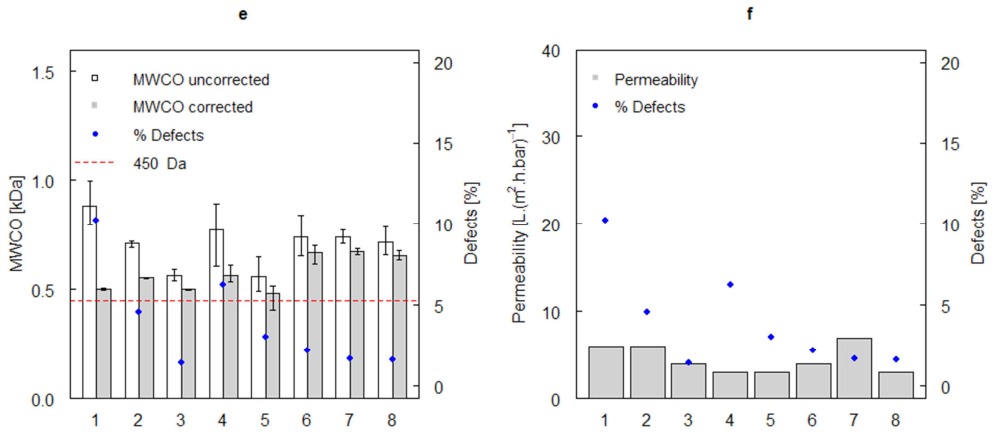 e
MWCO [kDa]
1.5
1.0
0.5
0.0
MWCO uncorrected
MWCO corrected
% Defects
450 Da
20
15
10
5
0
Defects [%]
1 2 3 4 5 6 7 8
f
Permeability [L.(m².h.bar)⁻¹]
40
30
20
10
0
Permeability
% Defects
20
15
10
5
0
Defects [%]
1 2 3 4 5 6 7 8